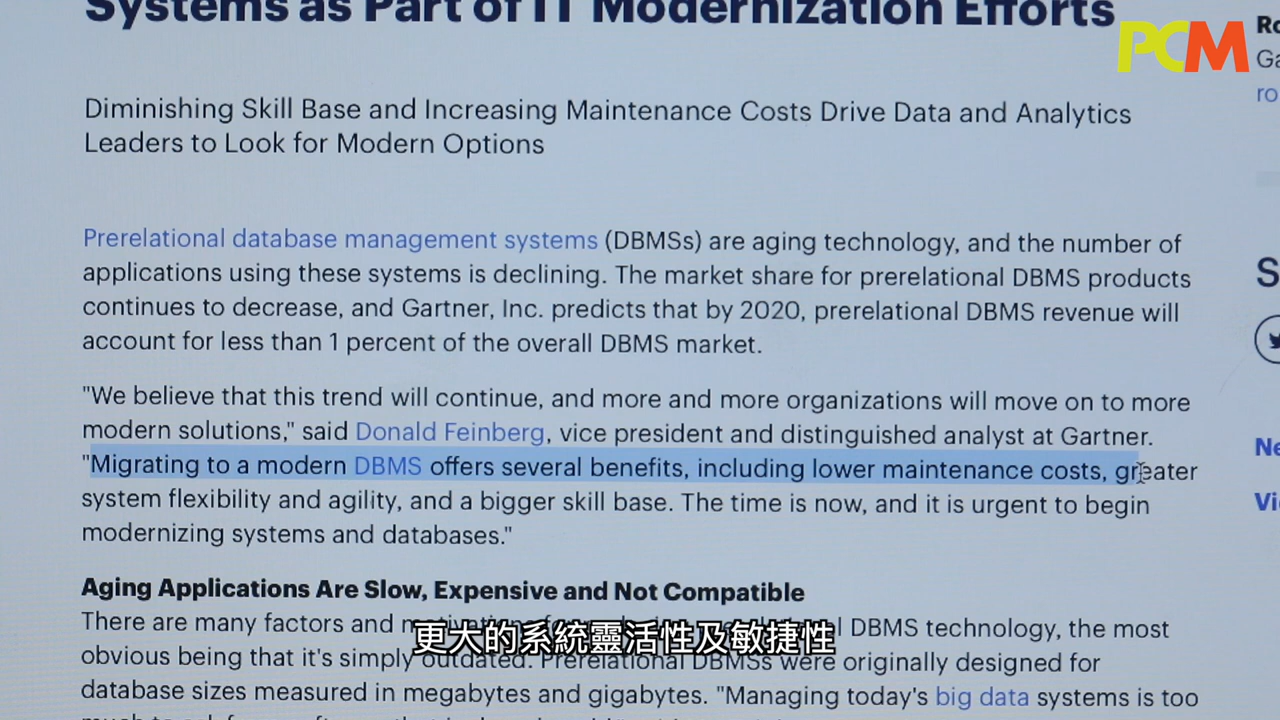 Systems as Part of IT Modernization Efforts
PCM
Diminishing Skill Base and Increasing Maintenance Costs Drive Data and Analytics
Leaders to Look for Modern Options
Prerelational database management systems (DBMSs) are aging technology, and the number of
applications using these systems is declining. The market share for prerelational DBMS products
continues to decrease, and Gartner, Inc. predicts that by 2020, prerelational DBMS revenue will
account for less than 1 percent of the overall DBMS market.
"We believe that this trend will continue, and more and more organizations will move on to more
modern solutions," said Donald Feinberg, vice president and distinguished analyst at Gartner.
"Migrating to a modern DBMS offers several benefits, including lower maintenance costs, greater
system flexibility and agility, and a bigger skill base. The time is now, and it is urgent to begin
modernizing systems and databases."
Aging Applications Are Slow, Expensive and Not Compatible
There are many factors and DBMS technology, the most
更大的系統靈活性及敏捷性
obvious being that it's simply outdated. Prerelational DBMSs were originally designed for
database sizes measured in megabytes and gigabytes. "Managing today's big data systems is too